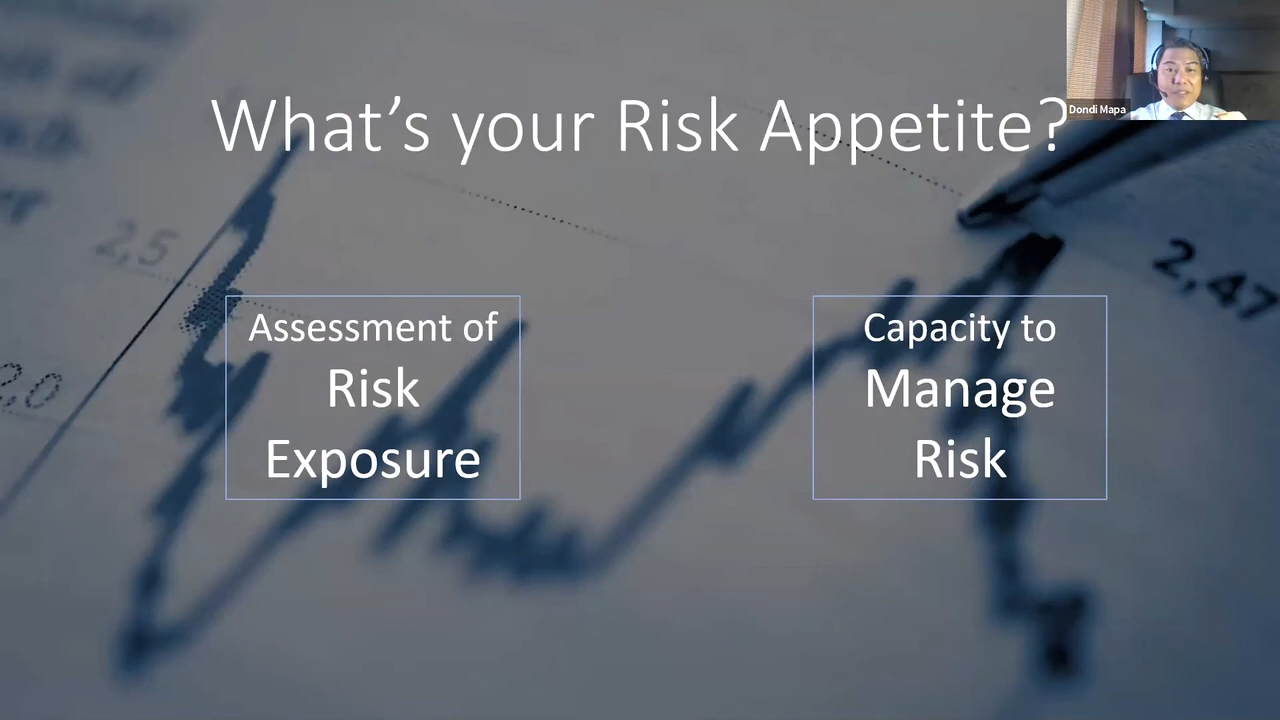 What's your Risk Appetite?
Dondi Mapa
Assessment of
Risk
Exposure
Capacity to
Manage
Risk
2,5
2,0
2,47